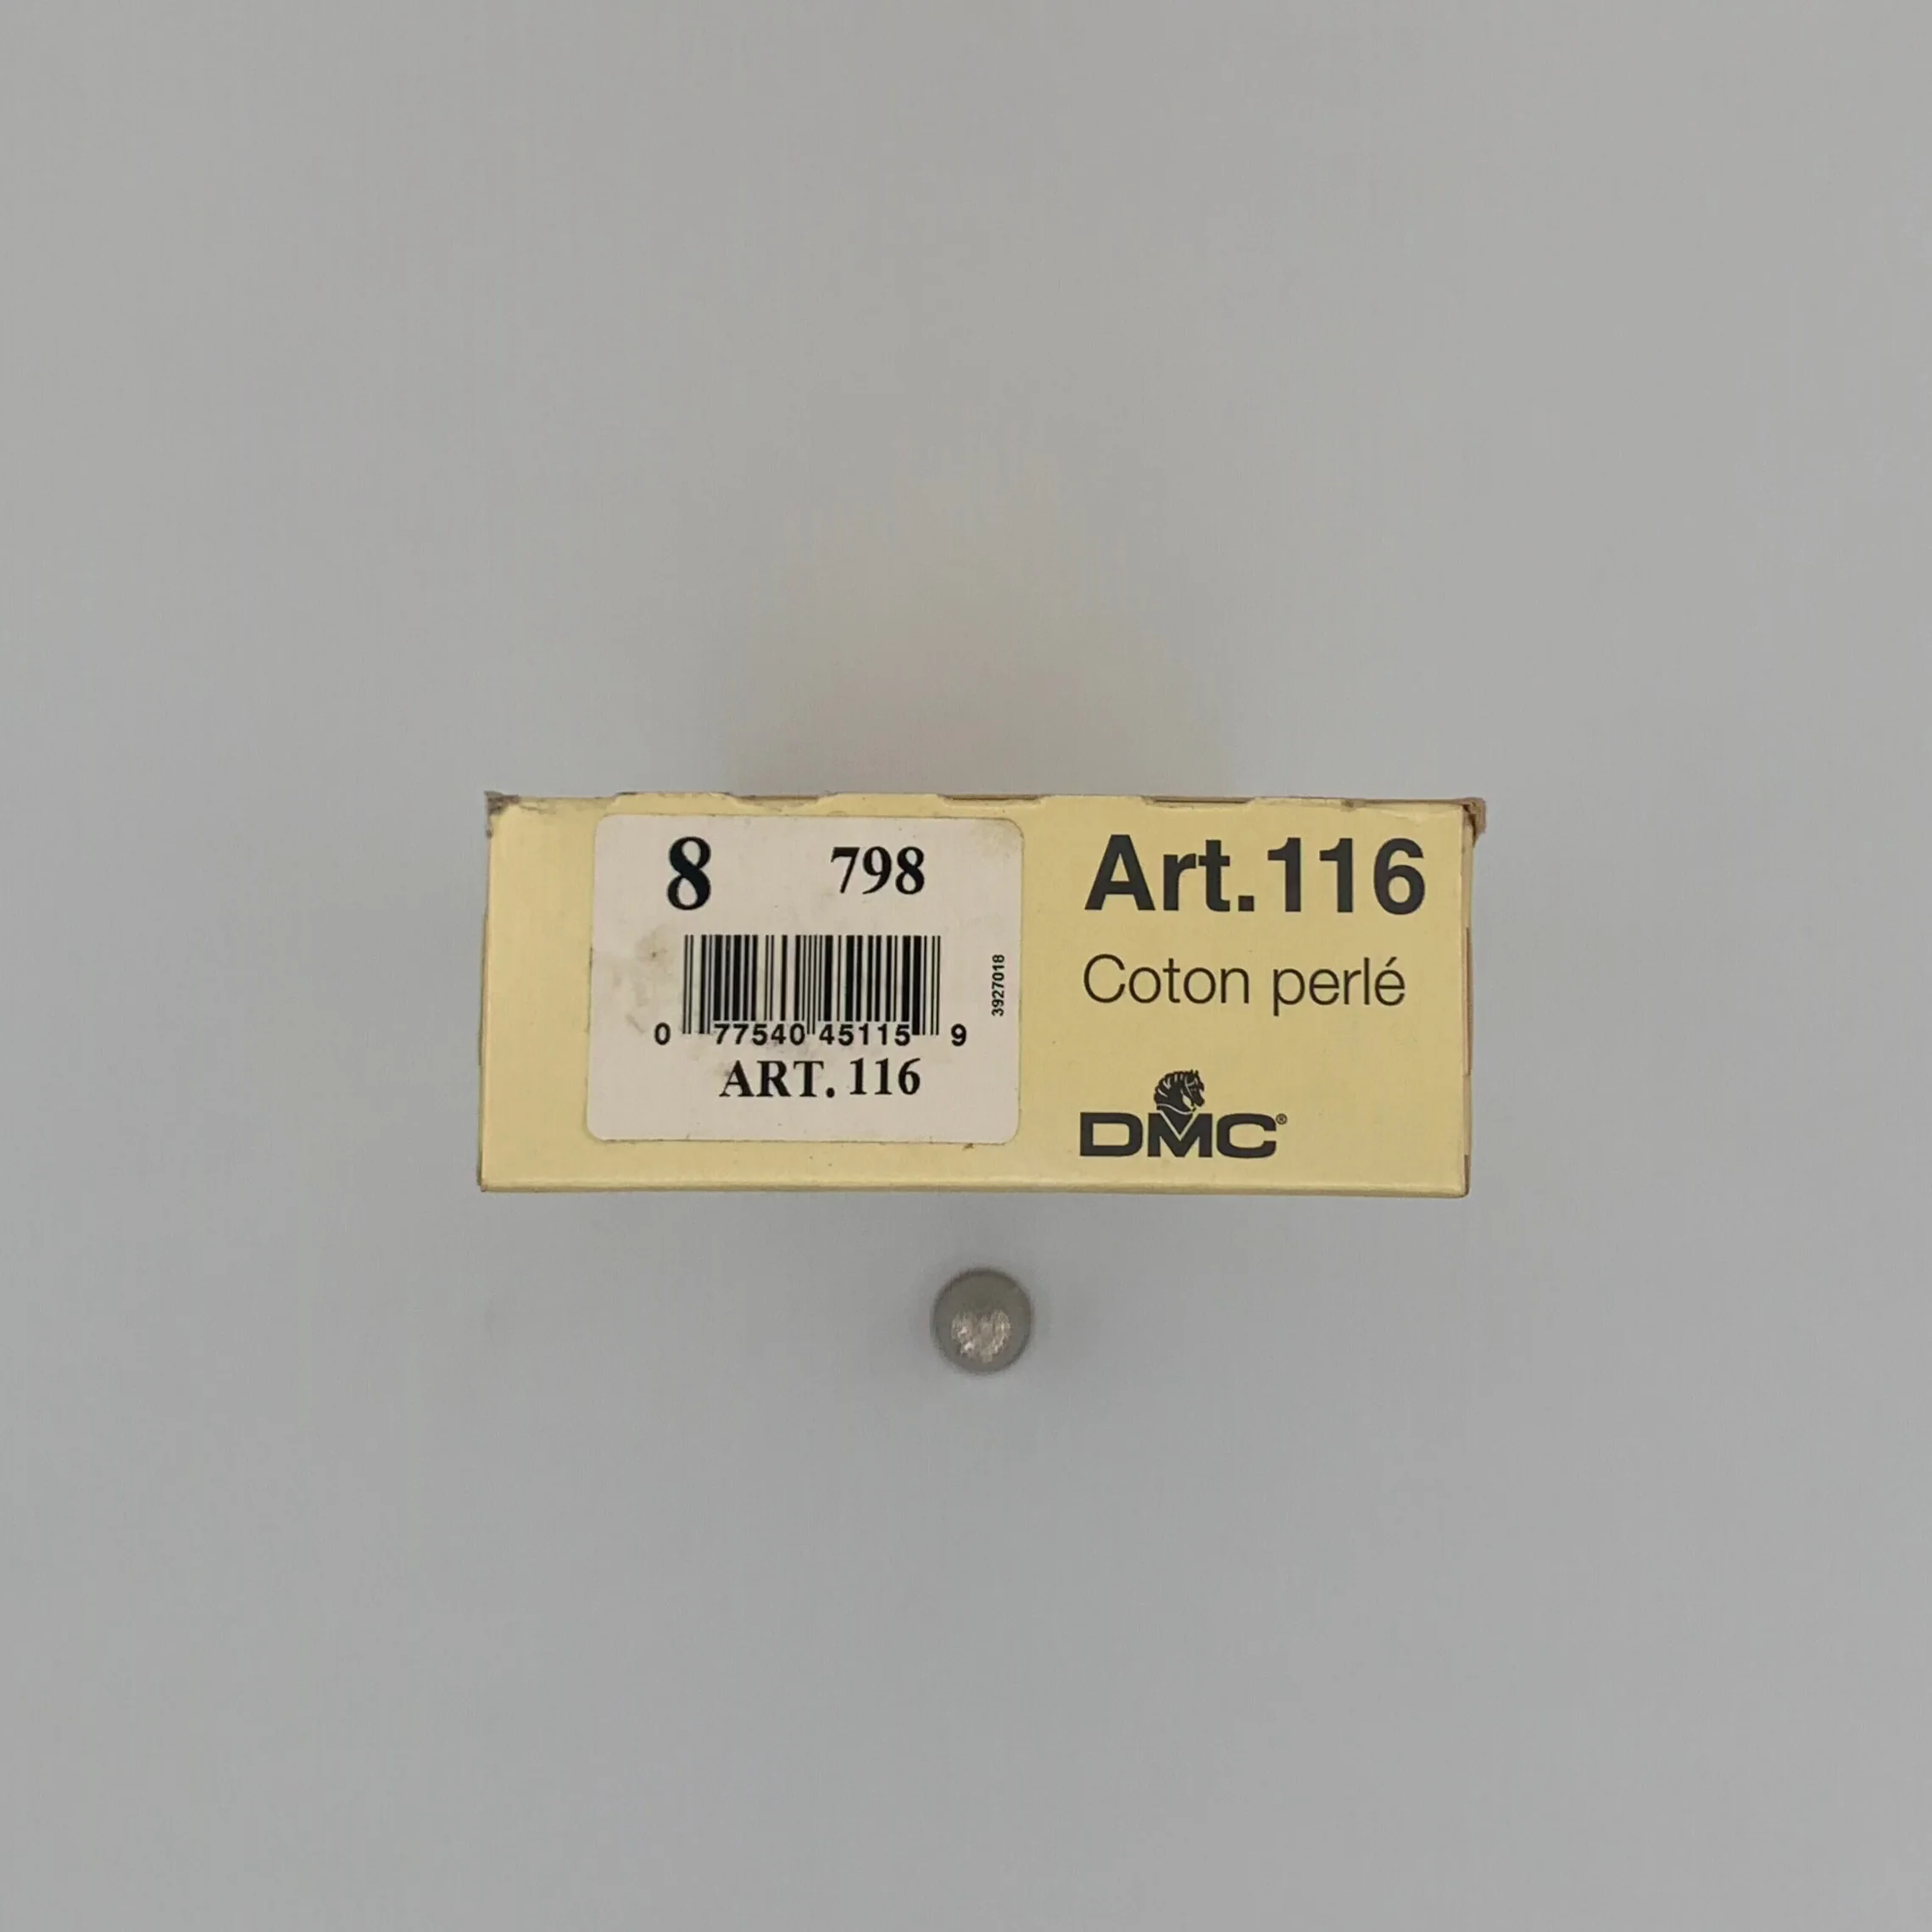 8 798
0 77540 45115 9
3927018
ART. 116
Art.116
Coton perlé
DMC®